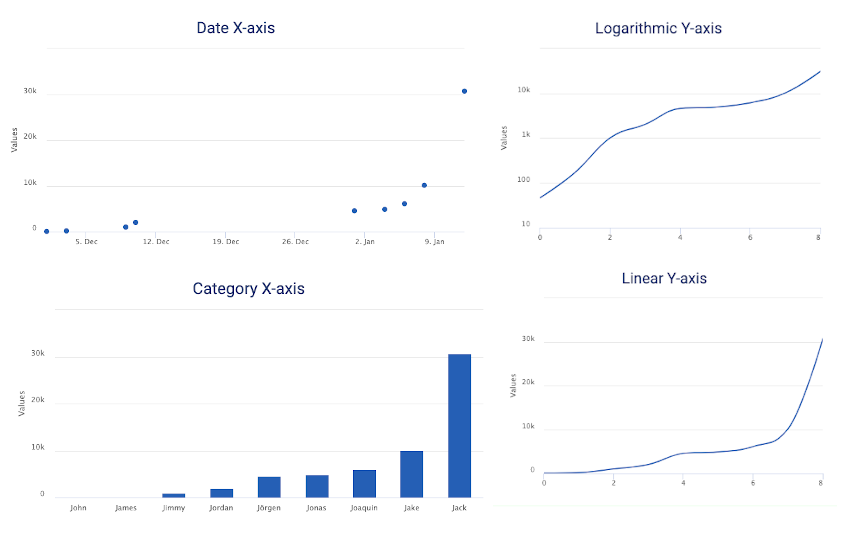 Date X-axis
Values
30k
20k
10k
0
5. Dec
12. Dec
19. Dec
26. Dec
2. Jan
9. Jan
Logarithmic Y-axis
Values
10k
1k
100
10
0
2
4
6
8
Category X-axis
Values
30k
20k
10k
0
John
James
Jimmy
Jordan
Jörgen
Jonas
Joaquin
Jake
Jack
Linear Y-axis
Values
30k
20k
10k
0
0
2
4
6
8